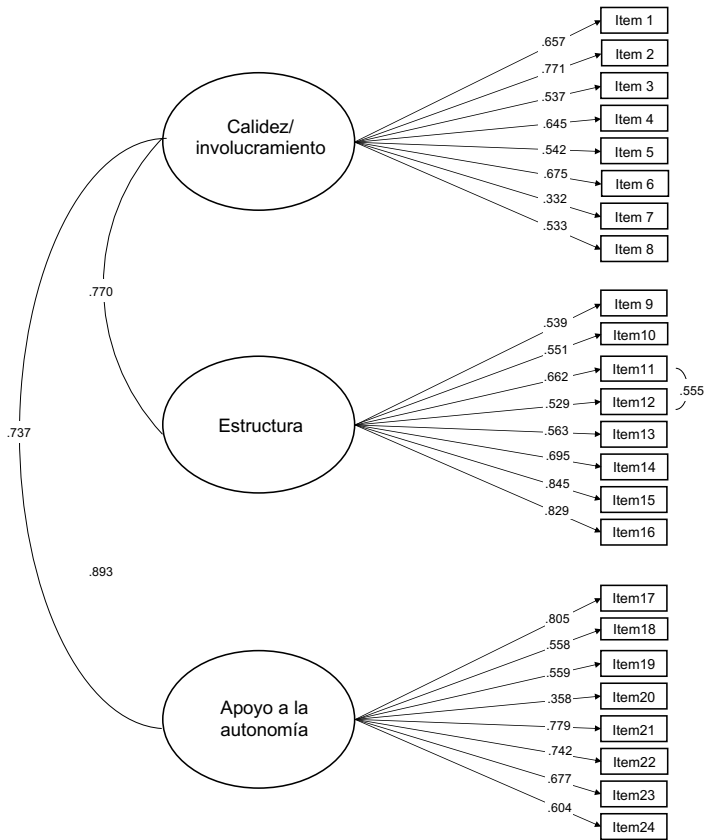 Calidez/
involucramiento
.657
Item 1
.771
Item 2
.537
Item 3
.645
Item 4
.542
Item 5
.675
Item 6
.332
Item 7
.533
Item 8
.770
.737
.893
Estructura
.539
Item 9
.551
Item10
.662
Item11
.529
Item12
.555
.563
Item13
.695
Item14
.845
Item15
.829
Item16
Apoyo a la
autonomía
.805
Item17
.558
Item18
.559
Item19
.358
Item20
.779
Item21
.742
Item22
.677
Item23
.604
Item24